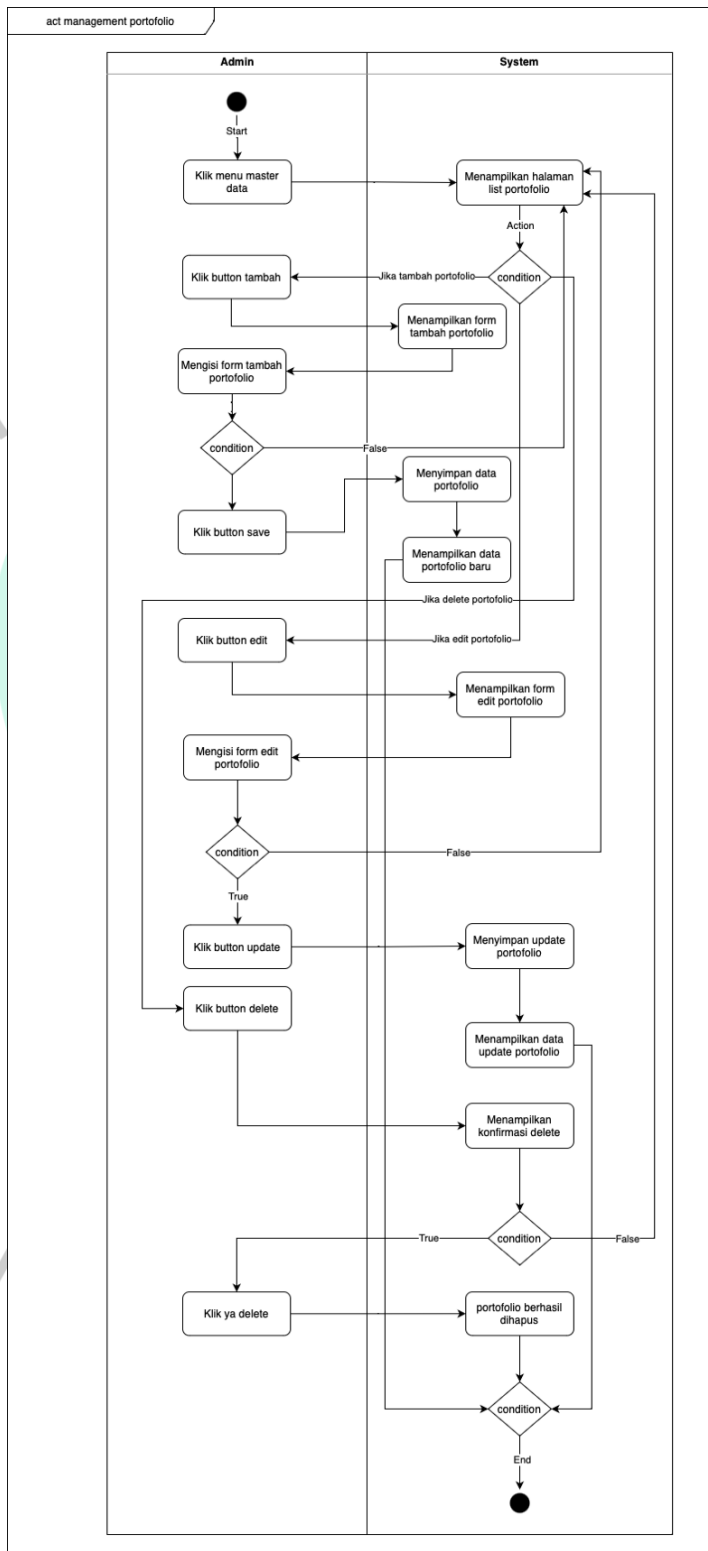 act management portofolio
Admin
System
Start
Klik menu master
data
Menampilkan halaman
list portofolio
Action
condition
Jika tambah portofolio
Klik button tambah
Menampilkan form
tambah portofolio
Mengisi form tambah
portofolio
condition
False
Menyimpan data
portofolio
Klik button save
Menampilkan data
portofolio baru
Jika delete portofolio
Klik button edit
Jika edit portofolio
Menampilkan form
edit portofolio
Mengisi form edit
portofolio
condition
False
True
Klik button update
Menyimpan update
portofolio
Klik button delete
Menampilkan data
update portofolio
Menampilkan
konfirmasi delete
True
condition
False
Klik ya delete
portofolio berhasil
dihapus
condition
End